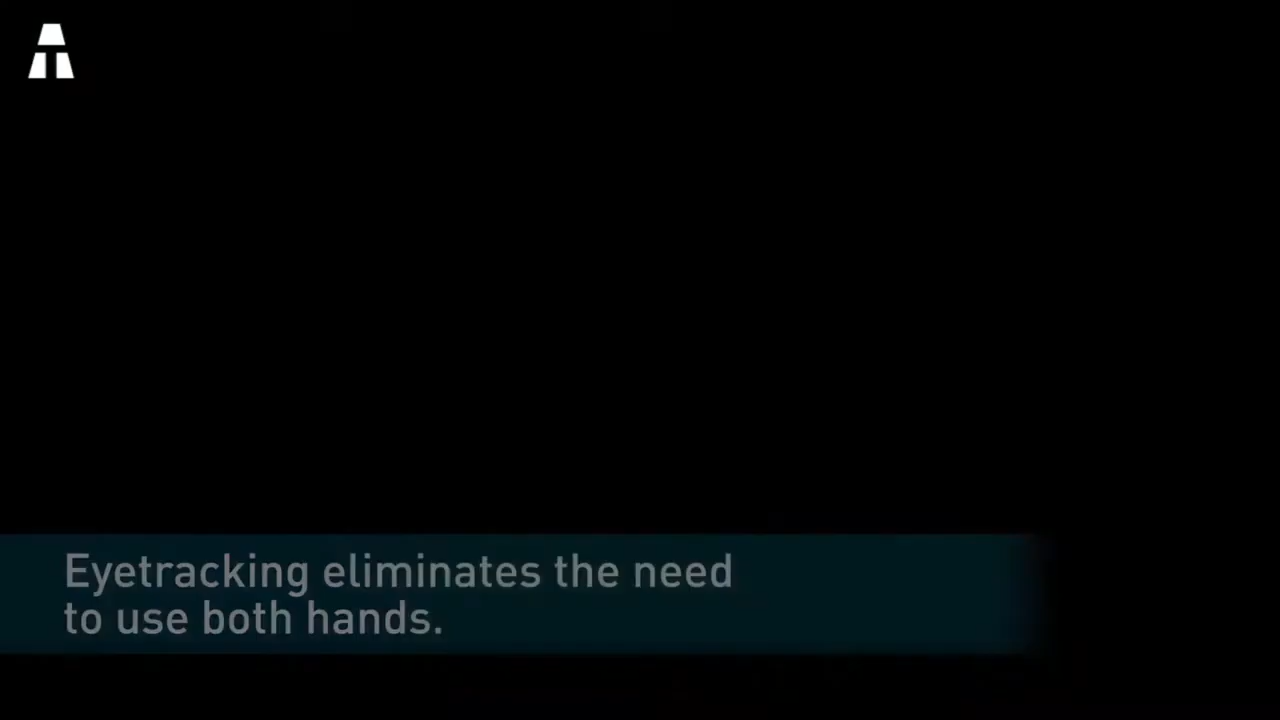 Eyetracking eliminates the need
to use both hands.